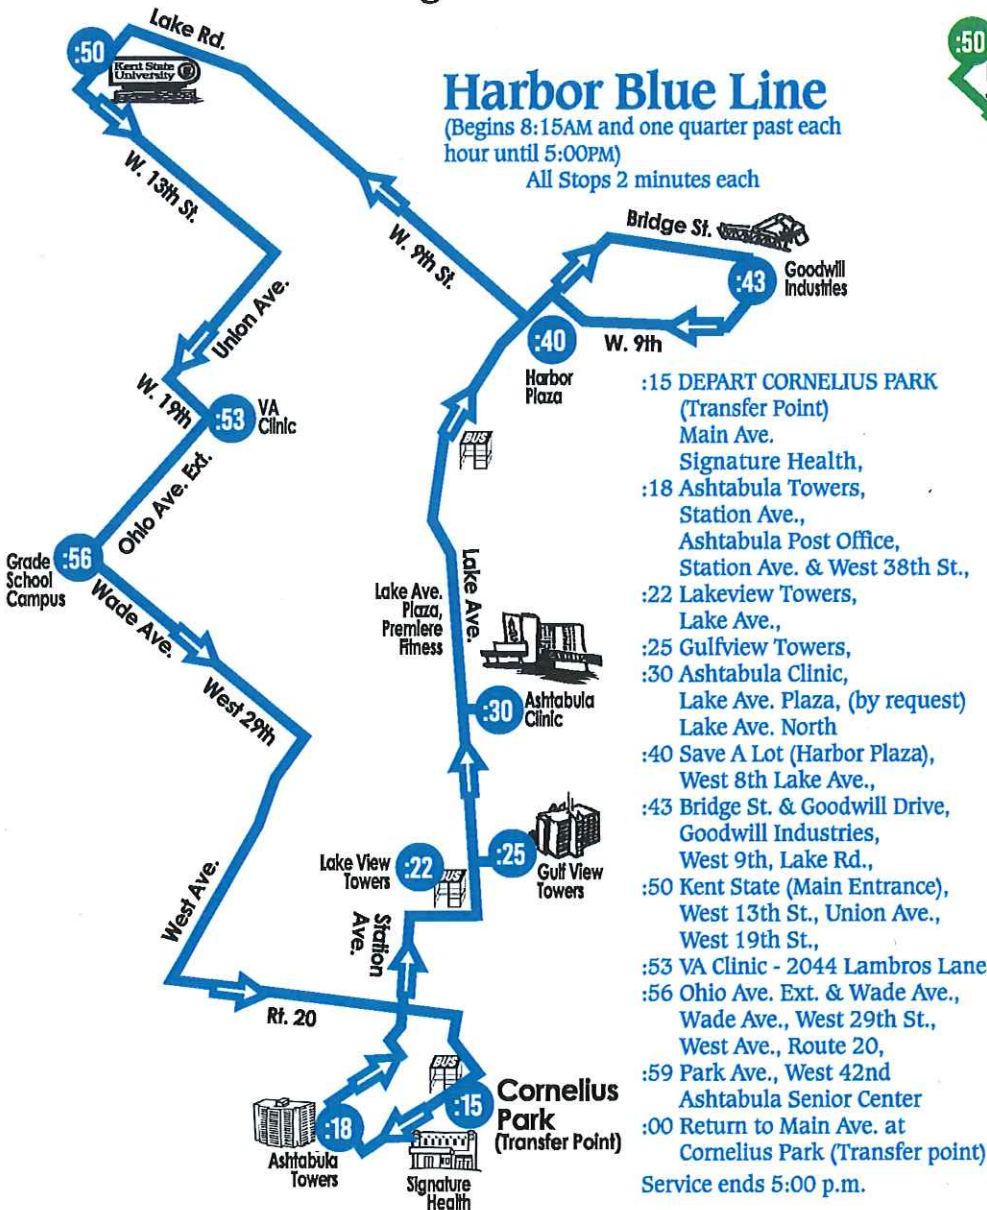 Harbor Blue Line
(Begins 8:15AM and one quarter past each
hour until 5:00PM)
All Stops 2 minutes each
:50
Kent State
University
Lake Rd.
:50
W. 13th St.
W. 9th St.
Bridge St.
:43
Goodwill
Industries
W. 9th
:40
Harbor
Plaza
Union Ave.
W. 19th
:53
VA
Clinic
Ohio Ave. Ext.
:56
Grade
School
Campus
Wade Ave.
West 29th
West Ave.
Rt. 20
BUS
Lake Ave.
Lake Ave.
Plaza,
Premiere
Fitness
:30
Ashtabula
Clinic
:25
Gulf View
Towers
Lake View
Towers
:22
BUS
Station
Ave.
BUS
:15
Cornelius
Park
(Transfer Point)
:18
Ashtabula
Towers
Signature
Health
:15 DEPART CORNELIUS PARK
(Transfer Point)
Main Ave.
Signature Health,
:18 Ashtabula Towers,
Station Ave.,
Ashtabula Post Office,
Station Ave. & West 38th St.,
:22 Lakeview Towers,
Lake Ave.,
:25 Gulfview Towers,
:30 Ashtabula Clinic,
Lake Ave. Plaza, (by request)
Lake Ave. North
:40 Save A Lot (Harbor Plaza),
West 8th Lake Ave.,
:43 Bridge St. & Goodwill Drive,
Goodwill Industries,
West 9th, Lake Rd.,
:50 Kent State (Main Entrance),
West 13th St., Union Ave.,
West 19th St.,
:53 VA Clinic - 2044 Lambros Lane
:56 Ohio Ave. Ext. & Wade Ave.,
Wade Ave., West 29th St.,
West Ave., Route 20,
:59 Park Ave., West 42nd
Ashtabula Senior Center
:00 Return to Main Ave. at
Cornelius Park (Transfer point)
Service ends 5:00 p.m.